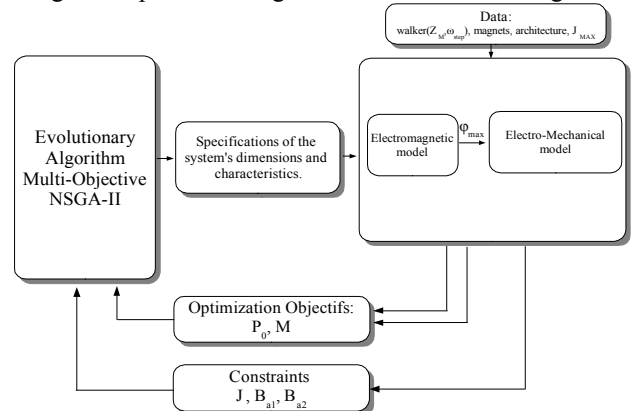 Data:
walker(Z_M,ω_step), magnets, architecture, J_MAX
Evolutionary
Algorithm
Multi-Objective
NSGA-II
Specifications of the
system's dimensions and
characteristics.
Electromagnetic
model
φ_max
Electro-Mechanical
model
Optimization Objectifs:
P_0, M
Constraints
J , B_a1, B_a2